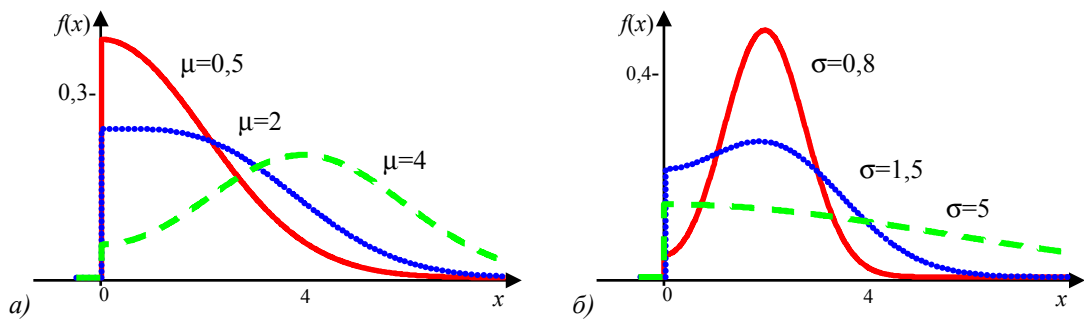 f(x)
μ=0,5
0,3-
μ=2
μ=4
0
4
x
а)
f(x)
σ=0,8
0,4-
σ=1,5
σ=5
0
4
x
б)